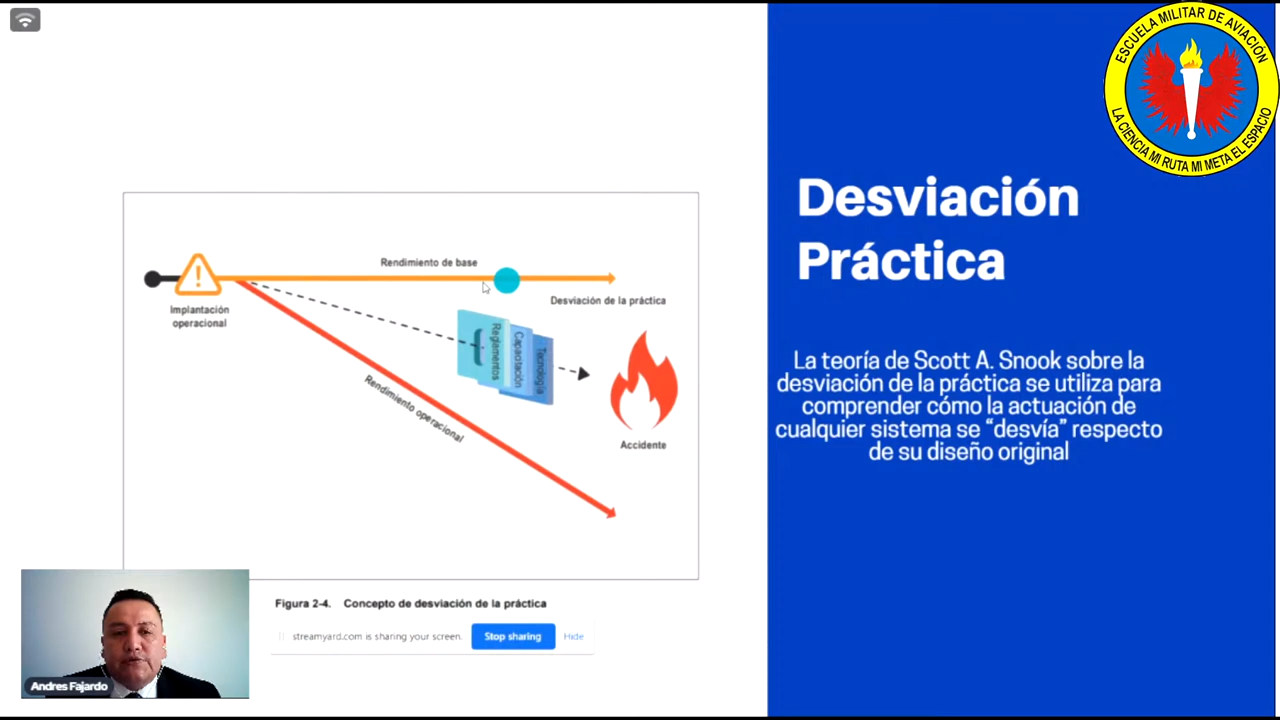 ESCUELA MILITAR DE AVIACIÓN
LA CIENCIA MI RUTA MI META EL ESPACIO
Desviación
Práctica
La teoría de Scott A. Snook sobre la
desviación de la práctica se utiliza para
comprender cómo la actuación de
cualquier sistema se “desvía” respecto
de su diseño original
Rendimiento de base
Desviación de la práctica
Implantación
operacional
Reglamentos
Capacitación
Tecnología
Rendimiento operacional
Accidente
Figura 2-4. Concepto de desviación de la práctica
streamyard.com is sharing your screen.
Stop sharing
Hide
Andres Fajardo